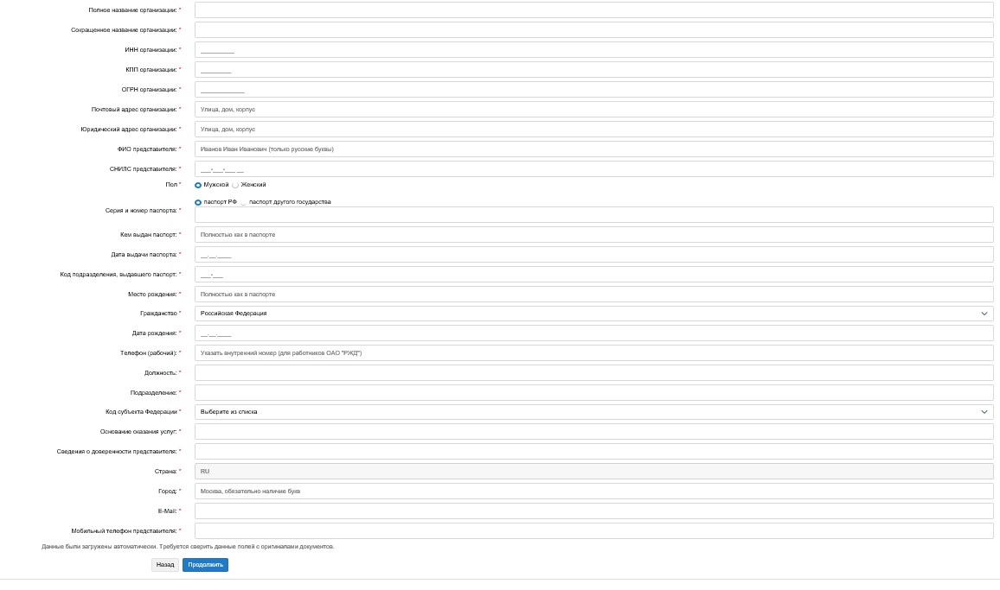 Полное название организации: *
Сокращенное название организации: *
ИНН организации: * __________
КПП организации: * _________
ОГРН организации: * _____________
Почтовый адрес организации: * Улица, дом, корпус
Юридический адрес организации: * Улица, дом, корпус
ФИО представителя: * Иванов Иван Иванович (только русские буквы)
СНИЛС представителя: * ___-___-___ __
Пол * Мужской Женский
паспорт РФ паспорт другого государства
Серия и номер паспорта: *
Кем выдан паспорт: * Полностью как в паспорте
Дата выдачи паспорта: * __.__.____
Код подразделения, выдавшего паспорт: * ___-___
Место рождения: * Полностью как в паспорте
Гражданство * Российская Федерация
Дата рождения: * __.__.____
Телефон (рабочий): * Указать внутренний номер (для работников ОАО "РЖД")
Должность: *
Подразделение: *
Код субъекта Федерации * Выберите из списка
Основание оказания услуг: *
Сведения о доверенности представителя: *
Страна: * RU
Город: * Москва, обязательно наличие букв
E-Mail: *
Мобильный телефон представителя: *
Данные были загружены автоматически. Требуется сверить данные полей с оригиналами документов.
Назад Продолжить